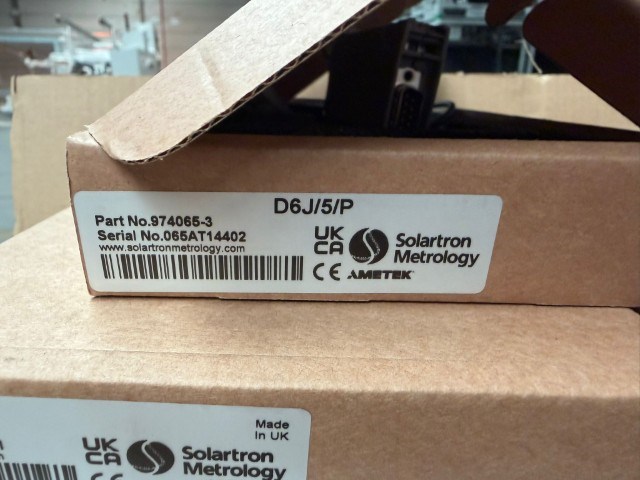 D6J/5/P
Part No.974065-3
Serial No.065AT14402
www.solartronmetrology.com
UK
CA
Solartron
Metrology
CE AMETEK
Made
In UK
UK
CA
Solartron
Metrology